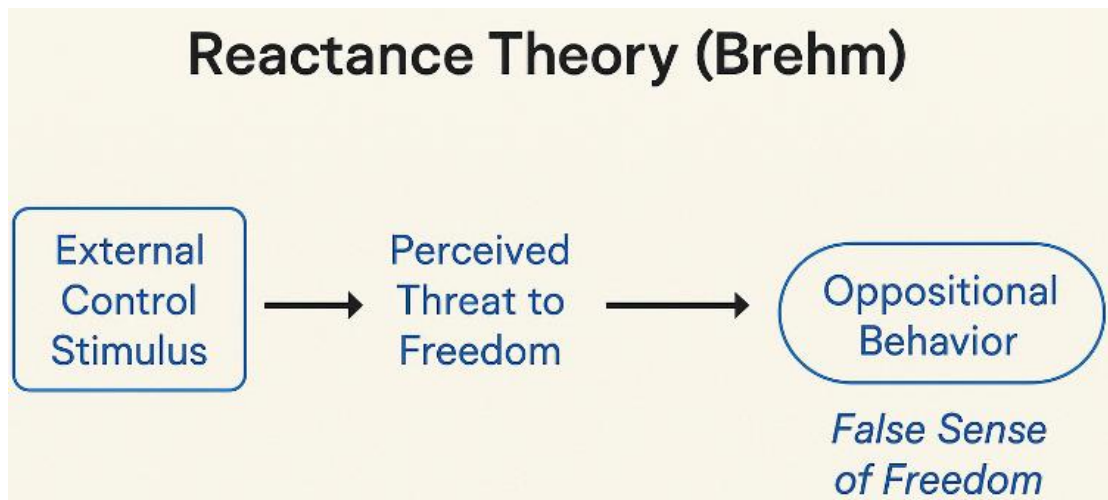 Reactance Theory (Brehm)
External
Control
Stimulus
Perceived
Threat to
Freedom
Oppositional
Behavior
False Sense
of Freedom